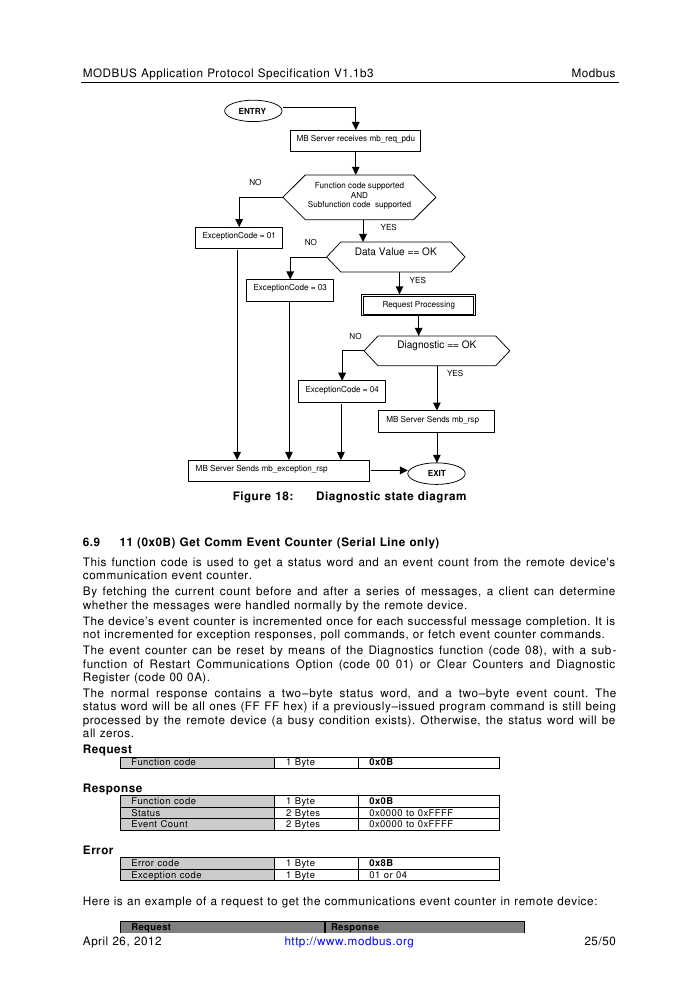 MODBUS Application Protocol Specification V1.1b3 Modbus
ENTRY
MB Server receives mb_req_pdu
NO
Function code supported
AND
Subfunction code supported
YES
ExceptionCode = 01
NO
Data Value == OK
YES
ExceptionCode = 03
Request Processing
NO
Diagnostic == OK
YES
ExceptionCode = 04
MB Server Sends mb_rsp
MB Server Sends mb_exception_rsp
EXIT
Figure 18: Diagnostic state diagram
6.9 11 (0x0B) Get Comm Event Counter (Serial Line only)
This function code is used to get a status word and an event count from the remote device's
communication event counter.
By fetching the current count before and after a series of messages, a client can determine
whether the messages were handled normally by the remote device.
The device's event counter is incremented once for each successful message completion. It is
not incremented for exception responses, poll commands, or fetch event counter commands.
The event counter can be reset by means of the Diagnostics function (code 08), with a sub-
function of Restart Communications Option (code 00 01) or Clear Counters and Diagnostic
Register (code 00 0A).
The normal response contains a two–byte status word, and a two–byte event count. The
status word will be all ones (FF FF hex) if a previously–issued program command is still being
processed by the remote device (a busy condition exists). Otherwise, the status word will be
all zeros.
Request
Function code 1 Byte 0x0B
Response
Function code 1 Byte 0x0B
Status 2 Bytes 0x0000 to 0xFFFF
Event Count 2 Bytes 0x0000 to 0xFFFF
Error
Error code 1 Byte 0x8B
Exception code 1 Byte 01 or 04
Here is an example of a request to get the communications event counter in remote device:
Request Response
April 26, 2012 http://www.modbus.org 25/50